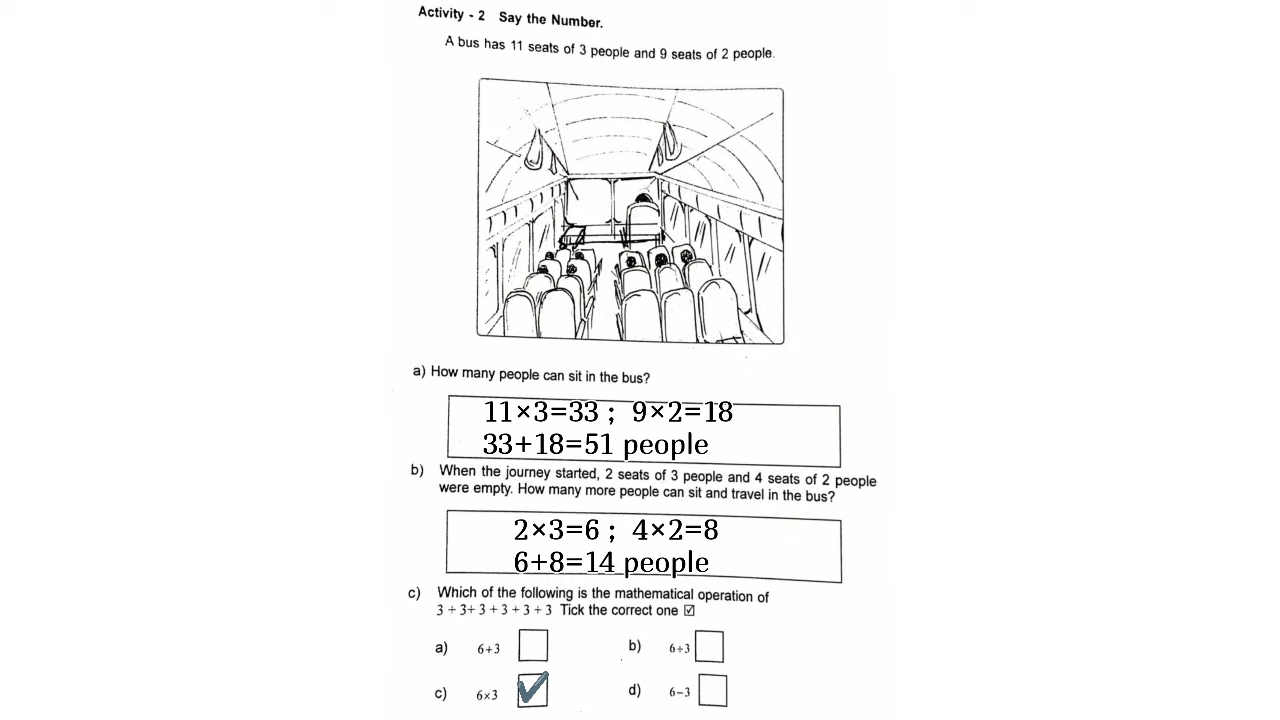 Activity - 2 Say the Number.
A bus has 11 seats of 3 people and 9 seats of 2 people.
a) How many people can sit in the bus?
11×3=33 ; 9×2=18
33+18=51 people
b) When the journey started, 2 seats of 3 people and 4 seats of 2 people
were empty. How many more people can sit and travel in the bus?
2×3=6 ; 4×2=8
6+8=14 people
c) Which of the following is the mathematical operation of
3 + 3+ 3 + 3 + 3 + 3 Tick the correct one ☑
a) 6+3 b) 6÷3
c) 6×3 ✔ d) 6−3